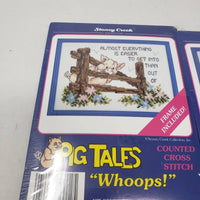 Stoney Creek
ALMOST EVERYTHING
IS EASIER
TO GET INTO
THAN
OUT
OF
FRAME
INCLUDED!
PIG TALES
"Whoops!"
COUNTED
CROSS
STITCH